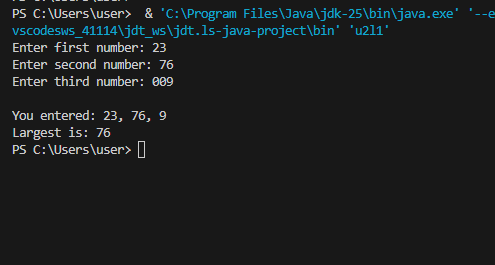 PS C:\Users\user>  & 'C:\Program Files\Java\jdk-25\bin\java.exe' '--e
vscodesws_41114\jdt_ws\jdt.ls-java-project\bin' 'u2l1'
Enter first number: 23
Enter second number: 76
Enter third number: 009
You entered: 23, 76, 9
Largest is: 76
PS C:\Users\user>